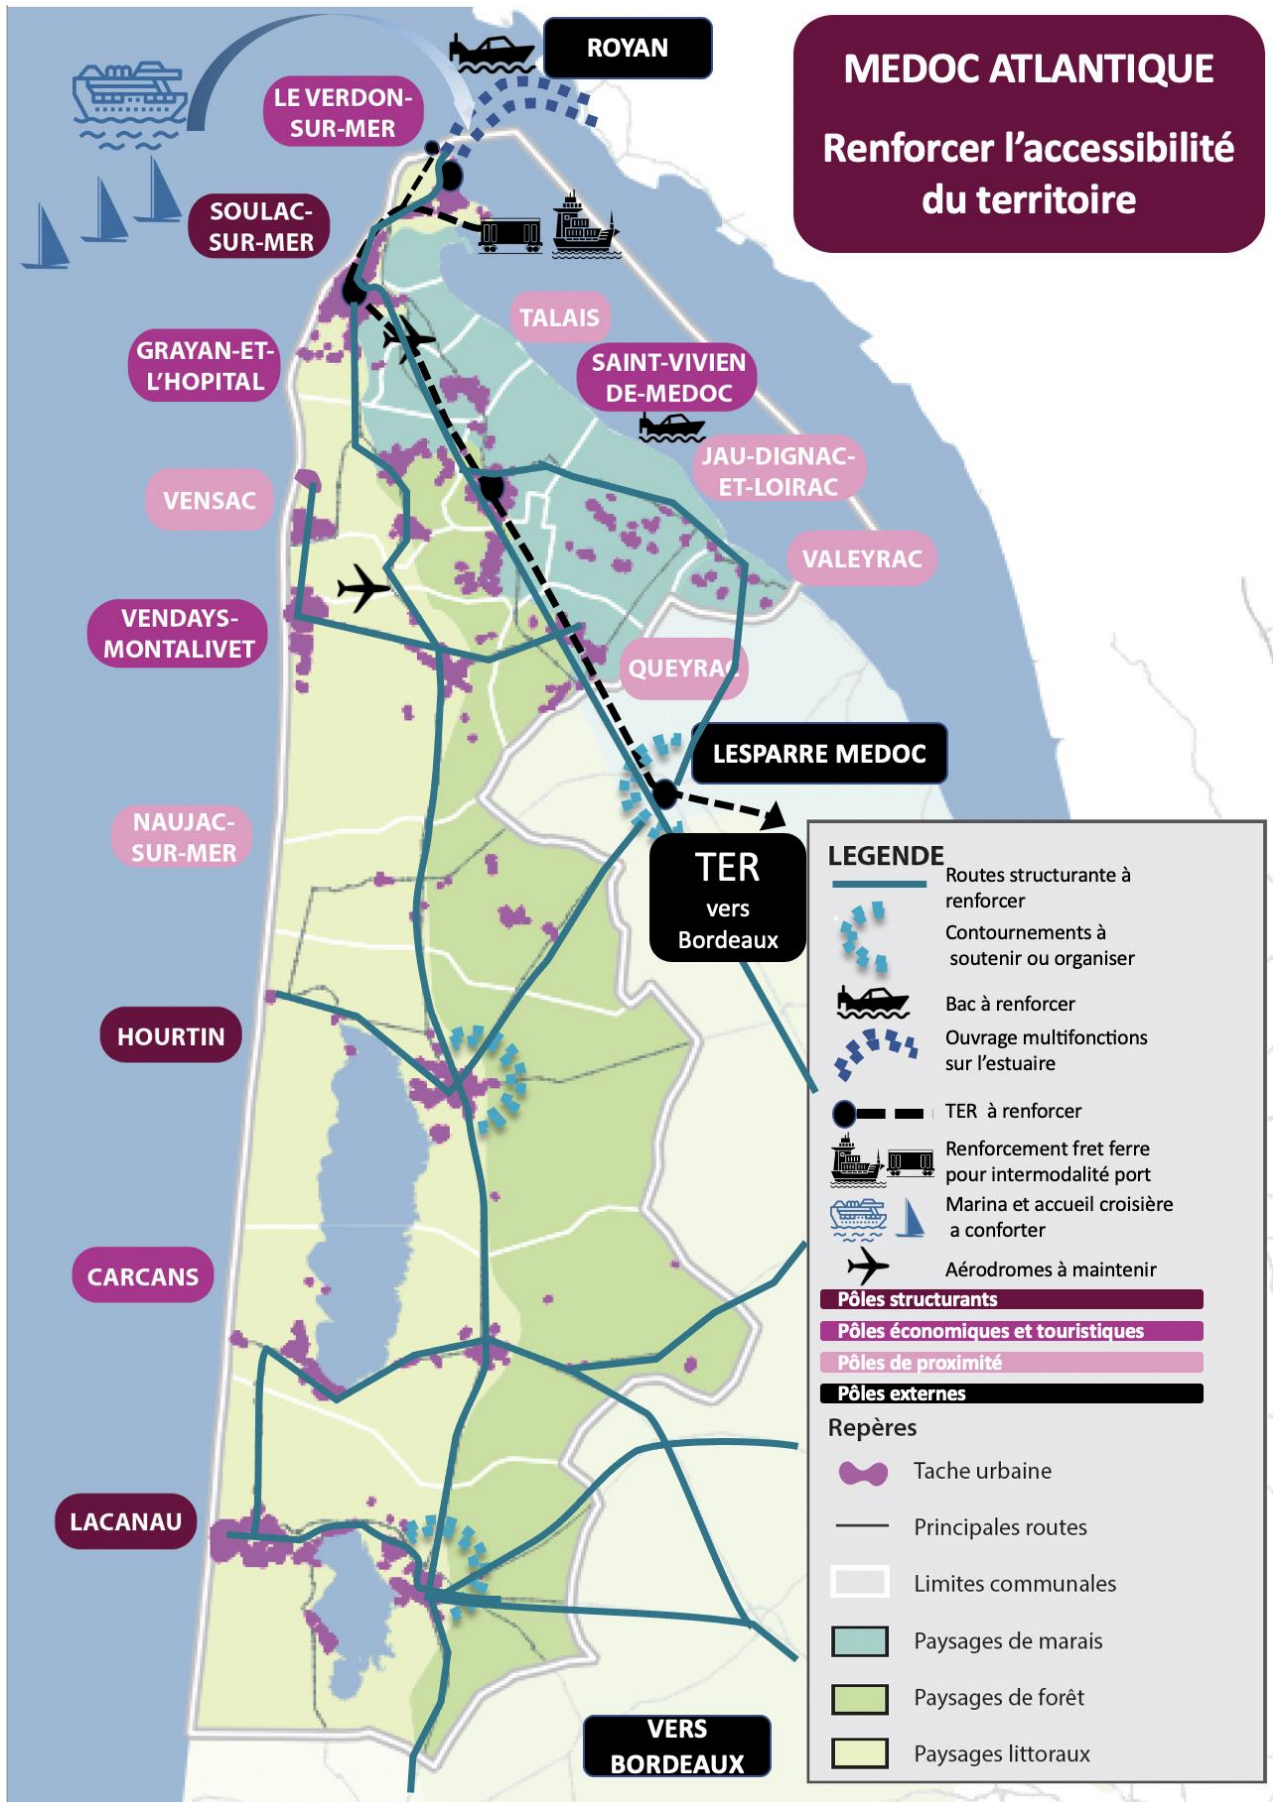 MEDOC ATLANTIQUE
Renforcer l'accessibilité
du territoire
ROYAN
LE VERDON-
SUR-MER
SOULAC-
SUR-MER
TALAIS
GRAYAN-ET-
L'HOPITAL
SAINT-VIVIEN
DE-MEDOC
JAU-DIGNAC-
ET-LOIRAC
VENSAC
VALEYRAC
VENDAYS-
MONTALIVET
QUEYRAC
LESPARRE MEDOC
NAUJAC-
SUR-MER
TER
vers
Bordeaux
HOURTIN
CARCANS
LACANAU
VERS
BORDEAUX
LEGENDE
Routes structurante à
renforcer
Contournements à
soutenir ou organiser
Bac à renforcer
Ouvrage multifonctions
sur l'estuaire
TER à renforcer
Renforcement fret ferre
pour intermodalité port
Marina et accueil croisière
a conforter
Aérodromes à maintenir
Pôles structurants
Pôles économiques et touristiques
Pôles de proximité
Pôles externes
Repères
Tache urbaine
Principales routes
Limites communales
Paysages de marais
Paysages de forêt
Paysages littoraux